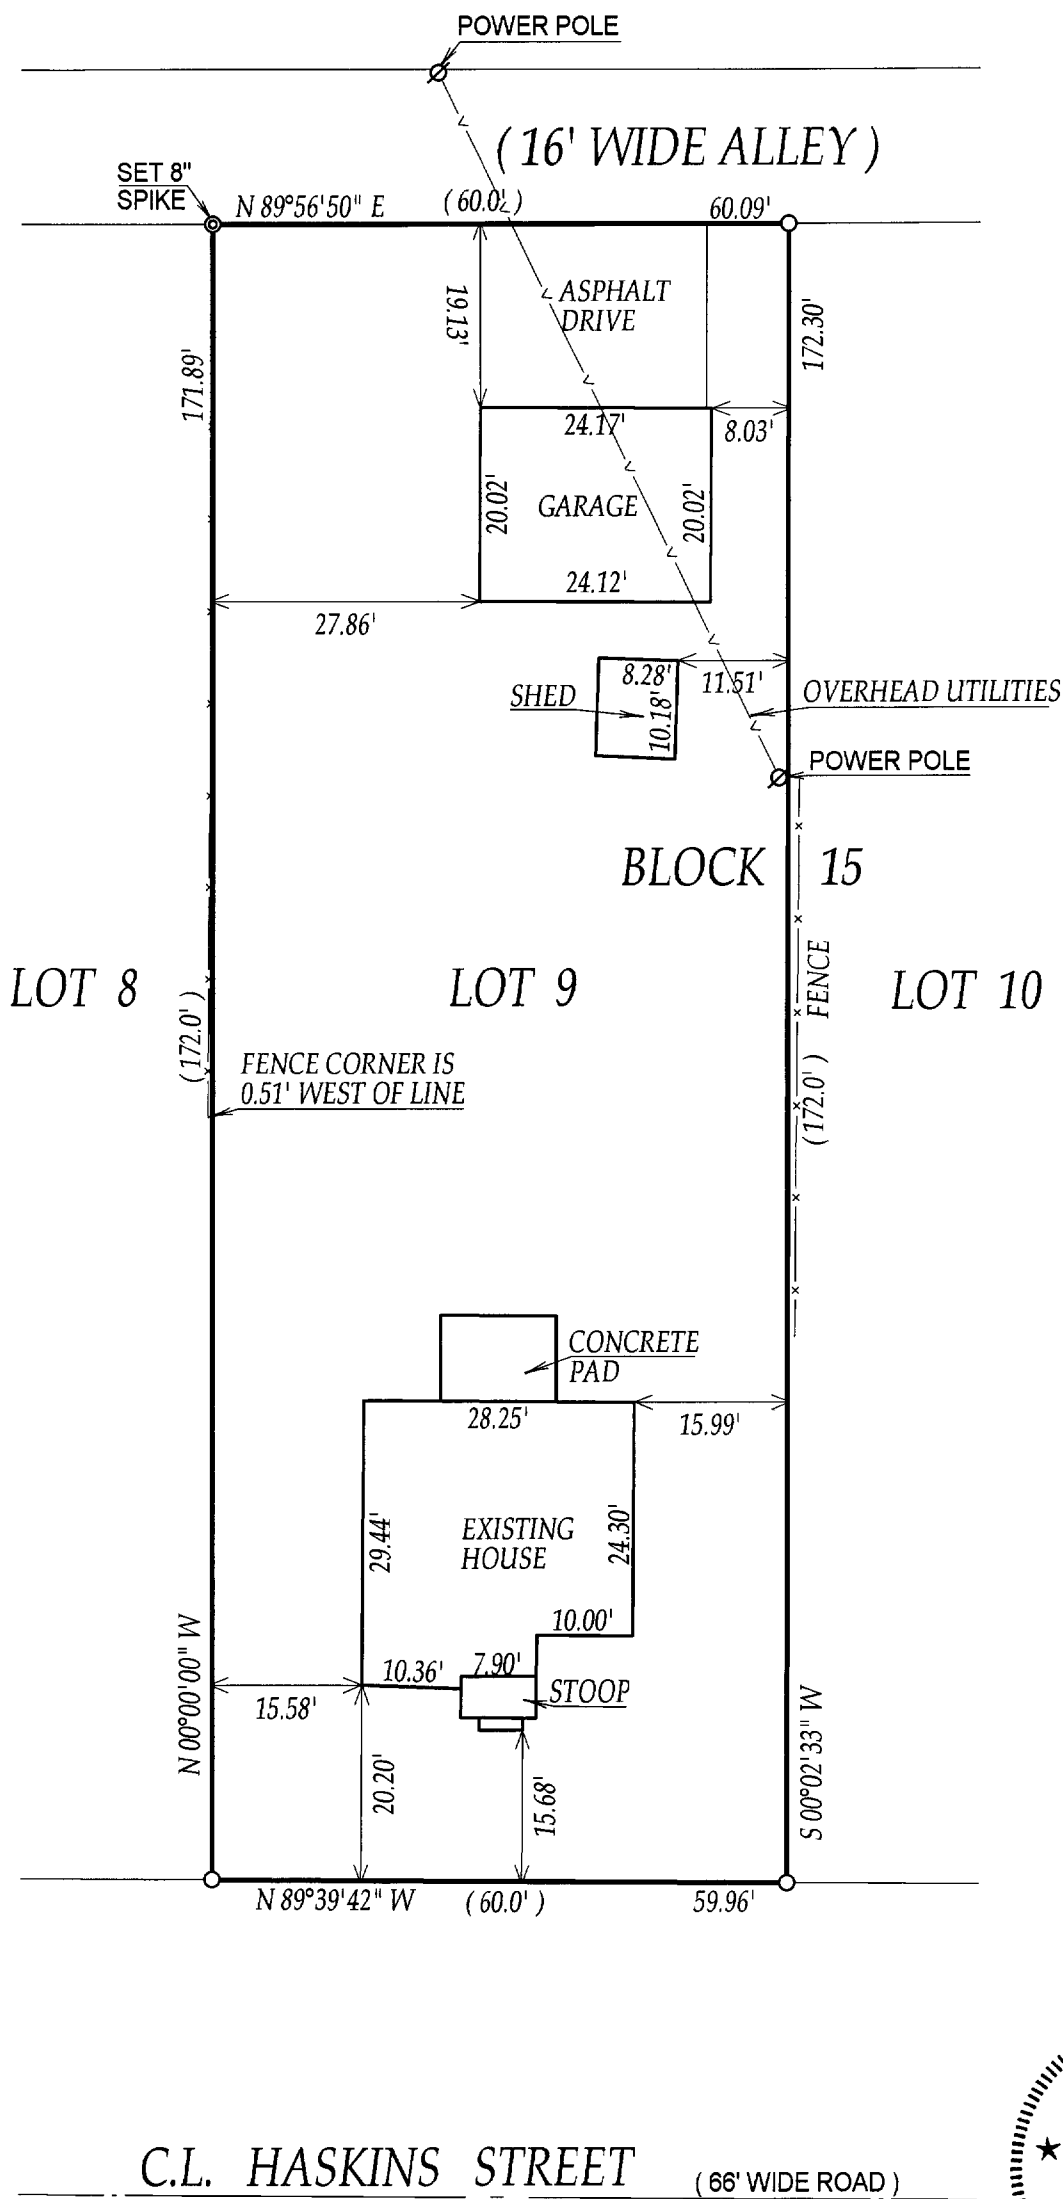 POWER POLE
( 16' WIDE ALLEY )
SET 8"
SPIKE
N 89°56'50" E
( 60.0' )
60.09'
19.13'
ASPHALT
DRIVE
172.30'
171.89'
24.17'
8.03'
20.02'
GARAGE
20.02'
24.12'
27.86'
8.28'
11.51'
SHED
10.18'
OVERHEAD UTILITIES
POWER POLE
BLOCK 15
FENCE
LOT 8
LOT 9
LOT 10
(172.0' )
FENCE CORNER IS
0.51' WEST OF LINE
(172.0' )
CONCRETE
PAD
28.25'
15.99'
29.44'
EXISTING
HOUSE
24.30'
10.00'
10.36'
7.90'
STOOP
15.58'
N 00°00'00" W
S 00°02'33" W
20.20'
15.68'
N 89°39'42" W
( 60.0' )
59.96'
C.L. HASKINS STREET
( 66' WIDE ROAD )